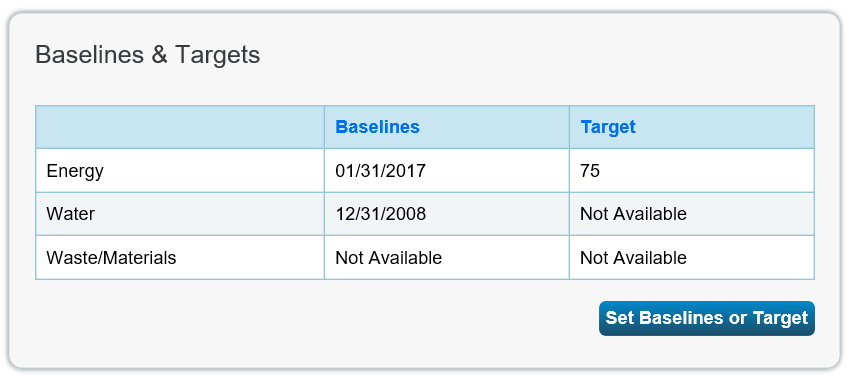 Baselines & Targets
Baselines Target
Energy 01/31/2017 75
Water 12/31/2008 Not Available
Waste/Materials Not Available Not Available
Set Baselines or Target